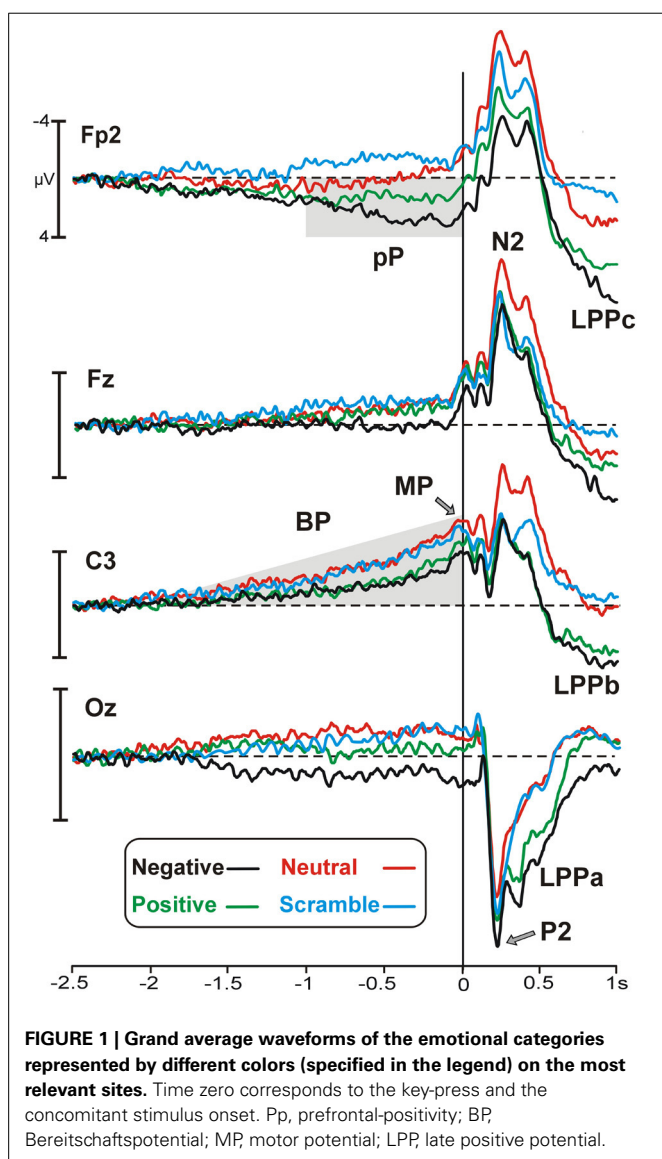 -4
Fp2
µV
4
pP
N2
LPPc
Fz
MP
BP
C3
LPPb
Oz
Negative Neutral
Positive Scramble
LPPa
P2
-2.5 -2 -1.5 -1 -0.5 0 0.5 1s
FIGURE 1 | Grand average waveforms of the emotional categories
represented by different colors (specified in the legend) on the most
relevant sites. Time zero corresponds to the key-press and the
concomitant stimulus onset. Pp, prefrontal-positivity; BP,
Bereitschaftspotential; MP, motor potential; LPP, late positive potential.